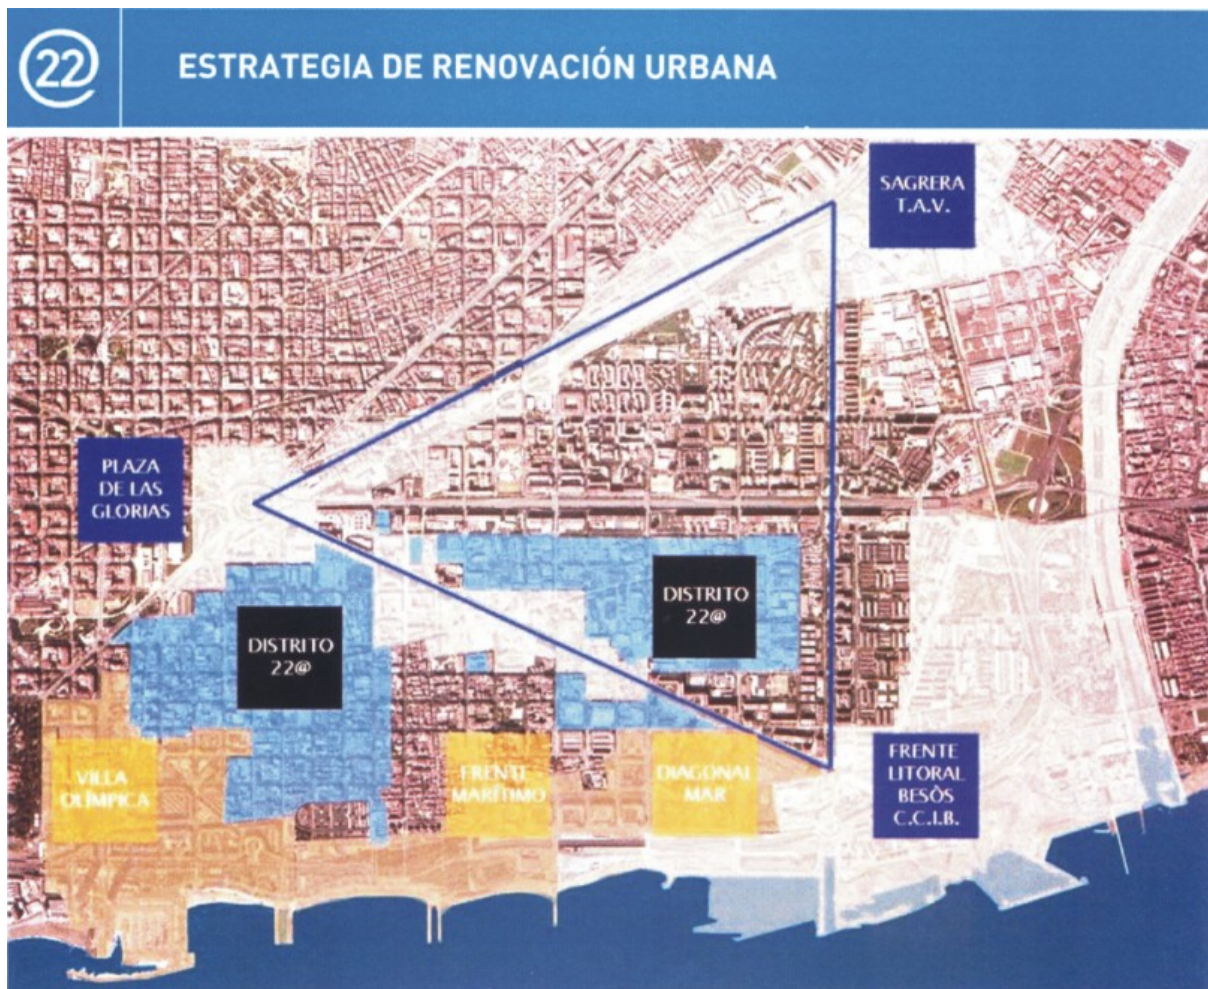 22@
ESTRATEGIA DE RENOVACIÓN URBANA
SAGRERA
T.A.V.
PLAZA
DE LAS
GLORIAS
DISTRITO
22@
DISTRITO
22@
VILLA
OLÍMPICA
FRENTE
MARÍTIMO
DIAGONAL
MAR
FRENTE
LITORAL
BESÒS
C.C.I.B.